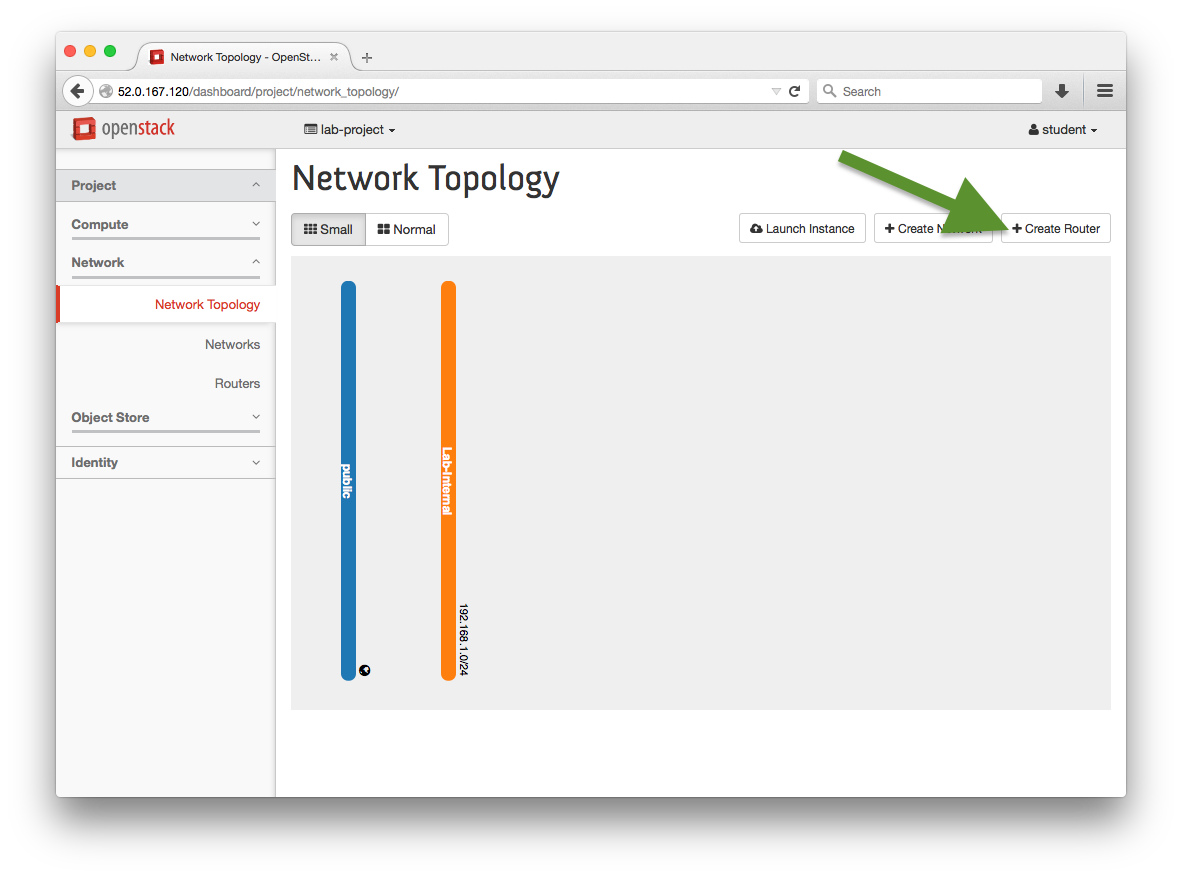 Network Topology - OpenSt...
52.0.167.120/dashboard/project/network_topology/
Search
openstack
lab-project
student
Project
Compute
Network
Network Topology
Networks
Routers
Object Store
Identity
Network Topology
Small
Normal
Launch Instance
Create Network
Create Router
public
Lab-Internal
192.168.1.0/24